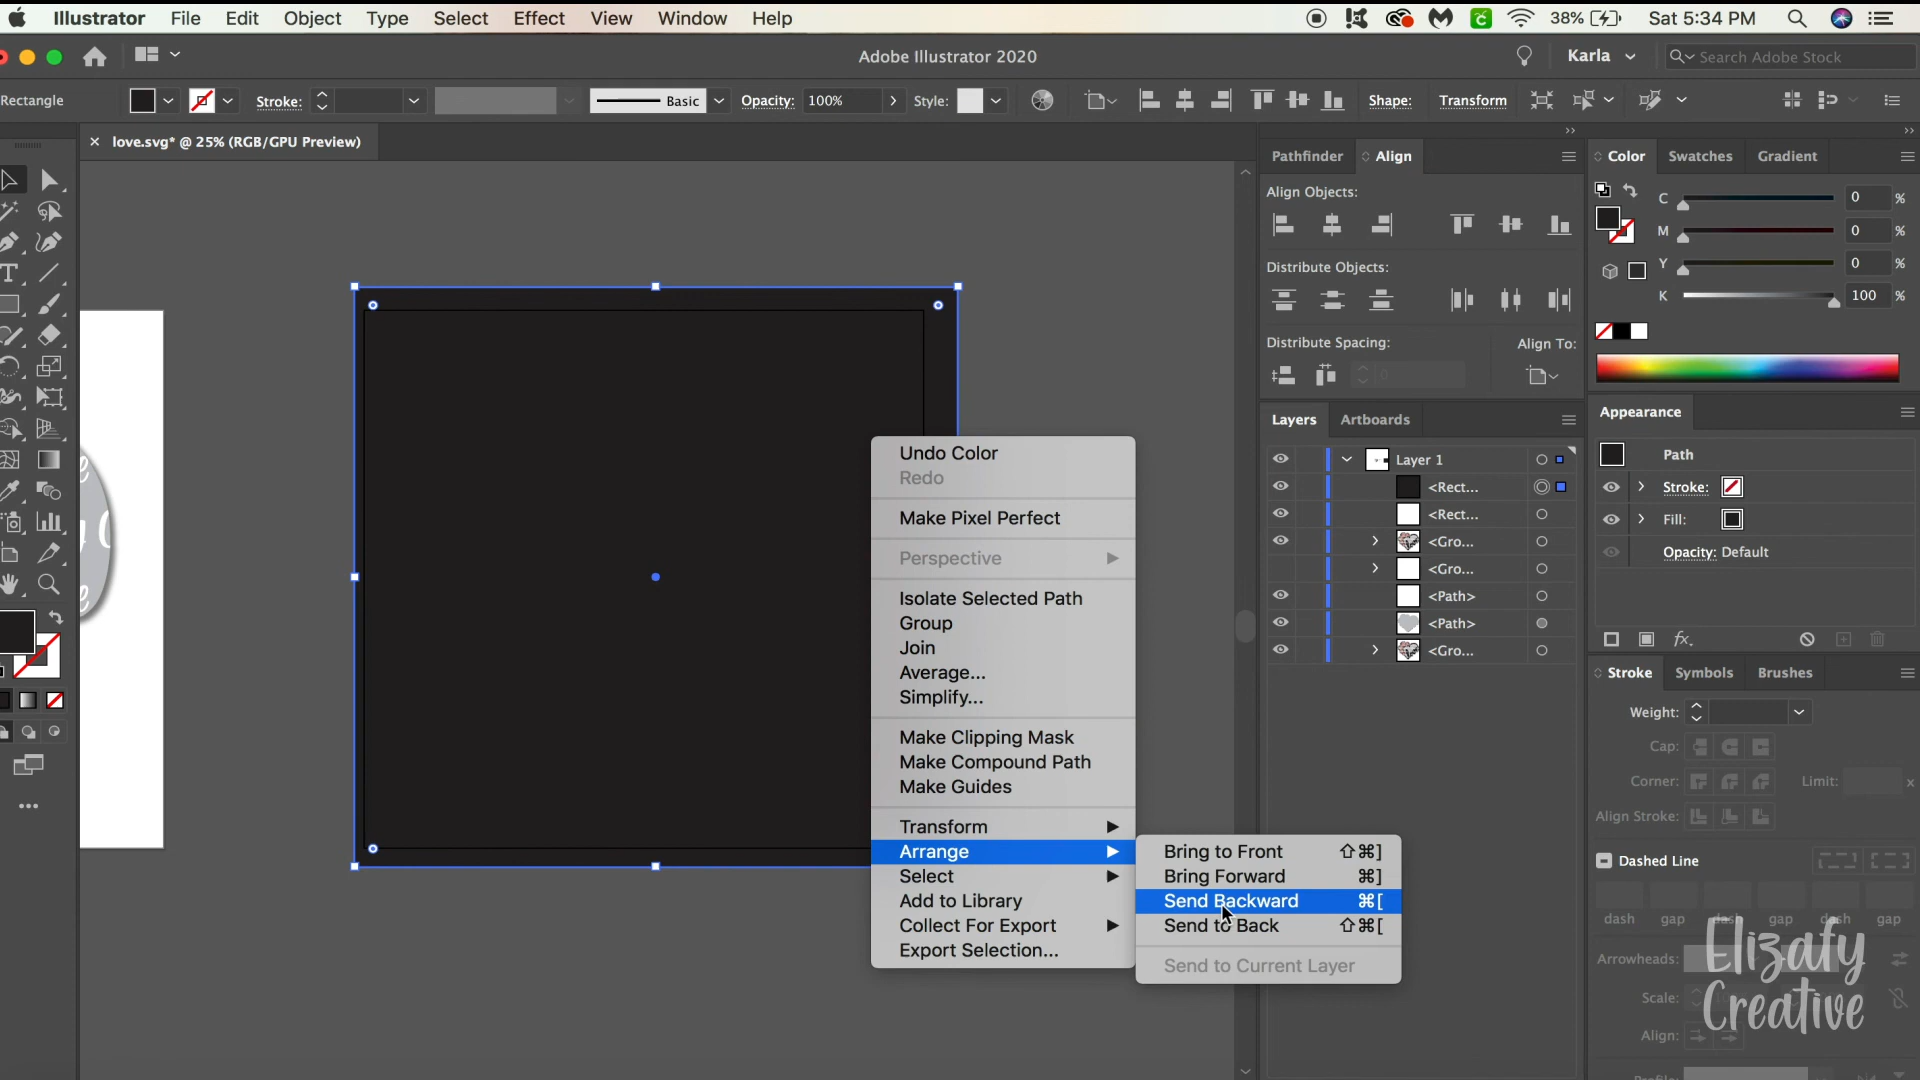 Illustrator File Edit Object Type Select Effect View Window Help 38% Sat 5:34 PM
Adobe Illustrator 2020 Karla Search Adobe Stock
Rectangle Stroke: Basic Opacity: 100% Style: Shape: Transform
× love.svg* @ 25% (RGB/GPU Preview)
Pathfinder Align
Align Objects:
Distribute Objects:
Distribute Spacing: Align To:
0
Layers Artboards
Layer 1
<Rect...
<Rect...
<Gro...
<Gro...
<Path>
<Path>
<Gro...
Color Swatches Gradient
C 0 %
M 0 %
Y 0 %
K 100 %
Appearance
Path
Stroke:
Fill:
Opacity: Default
fx.
Stroke Symbols Brushes
Weight:
Cap:
Corner: Limit: x
Align Stroke:
Dashed Line
dash gap dash gap dash gap
Arrowheads:
Scale:
Align:
Profile:
Undo Color
Redo
Make Pixel Perfect
Perspective
Isolate Selected Path
Group
Join
Average...
Simplify...
Make Clipping Mask
Make Compound Path
Make Guides
Transform
Arrange
Select
Add to Library
Collect For Export
Export Selection...
Bring to Front ⇧⌘]
Bring Forward ⌘]
Send Backward ⌘[
Send to Back ⇧⌘[
Send to Current Layer
Elizafy
Creative